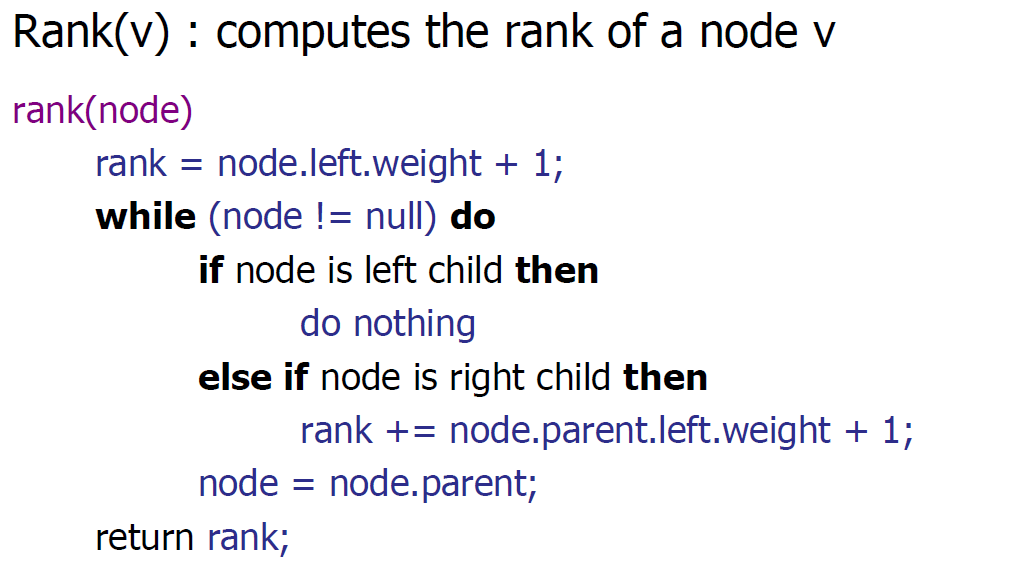 Rank(v) : computes the rank of a node v
rank(node)
rank = node.left.weight + 1;
while (node != null) do
if node is left child then
do nothing
else if node is right child then
rank += node.parent.left.weight + 1;
node = node.parent;
return rank;